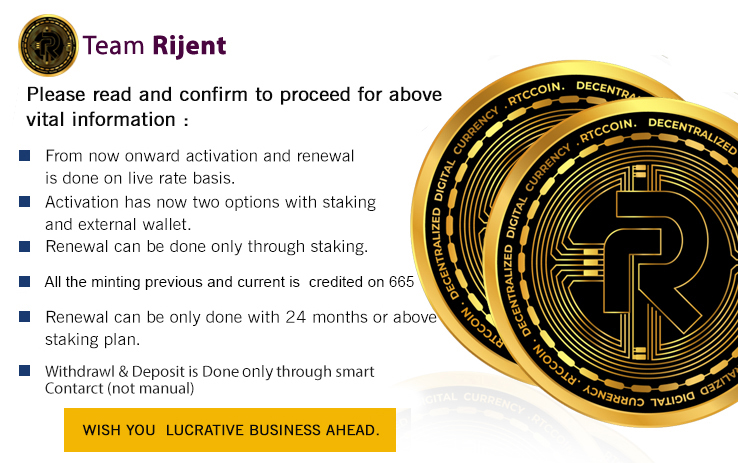 Team Rijent
Please read and confirm to proceed for above
vital information :
From now onward activation and renewal
is done on live rate basis.
Activation has now two options with staking
and external wallet.
Renewal can be done only through staking.
All the minting previous and current is credited on 665
Renewal can be only done with 24 months or above
staking plan.
Withdrawl & Deposit is Done only through smart
Contarct (not manual)
WISH YOU LUCRATIVE BUSINESS AHEAD.
DECENTRALIZED DIGITAL CURRENCY . RTCCOIN. DECENTRALIZED
RTCCOIN .
DECENTRALIZED DIGITAL CURRENCY . RTCCOIN. DECENTRALIZED
RTCCOIN . DECENTRALIZED DIGITAL CURRENCY .